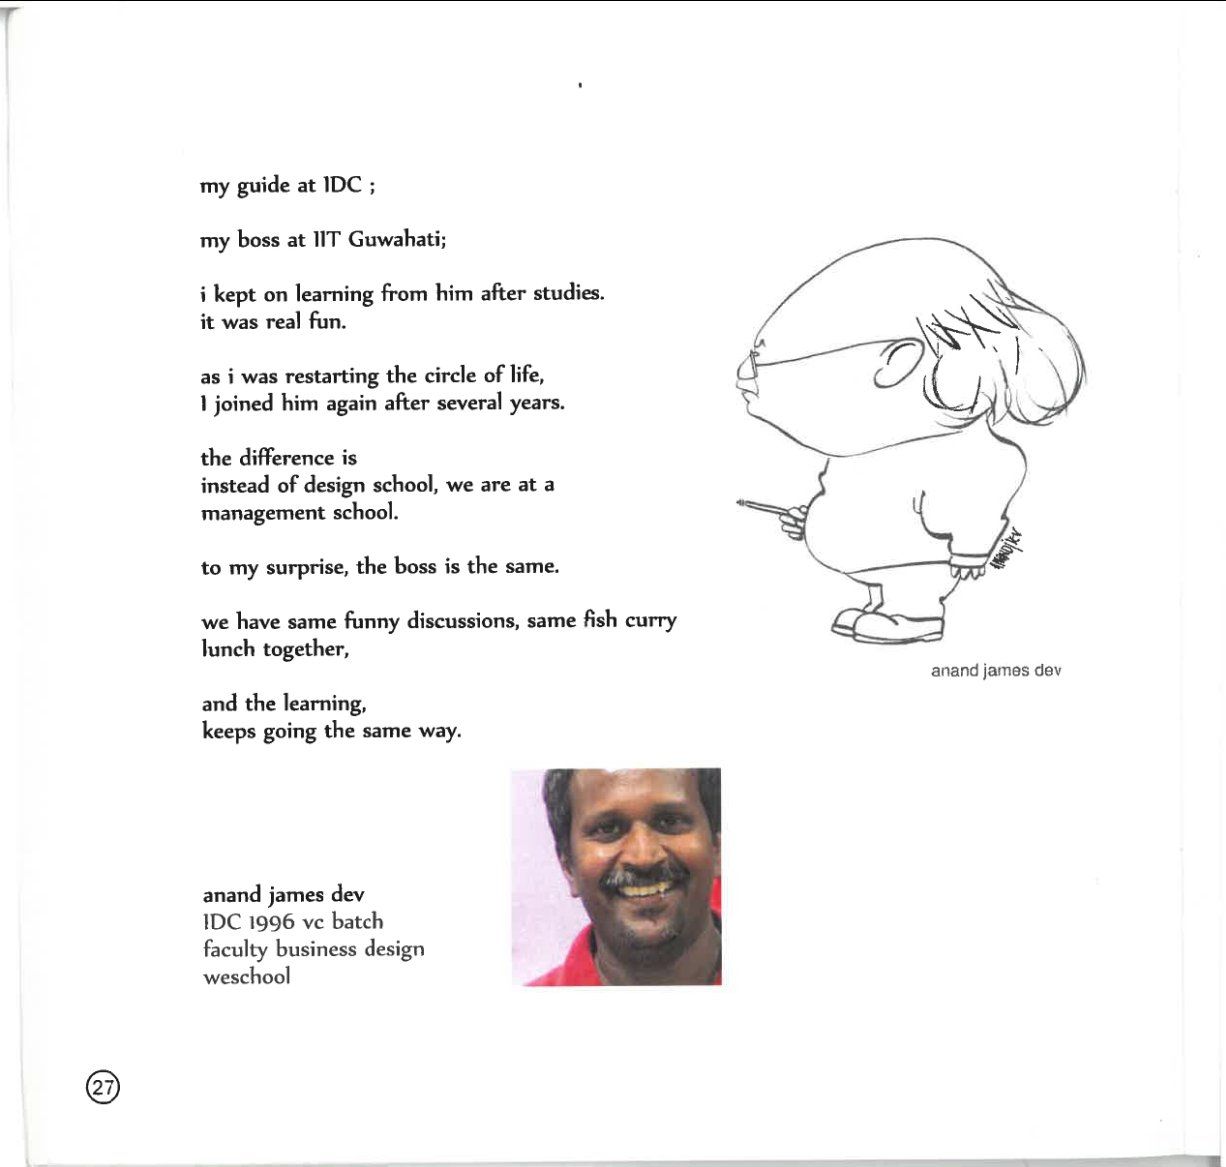 my guide at IDC ;
my boss at IIT Guwahati;
i kept on learning from him after studies.
it was real fun.
as i was restarting the circle of life,
I joined him again after several years.
the difference is
instead of design school, we are at a
management school.
to my surprise, the boss is the same.
we have same funny discussions, same fish curry
lunch together,
and the learning,
keeps going the same way.
anand james dev
anand james dev
IDC 1996 vc batch
faculty business design
weschool
27